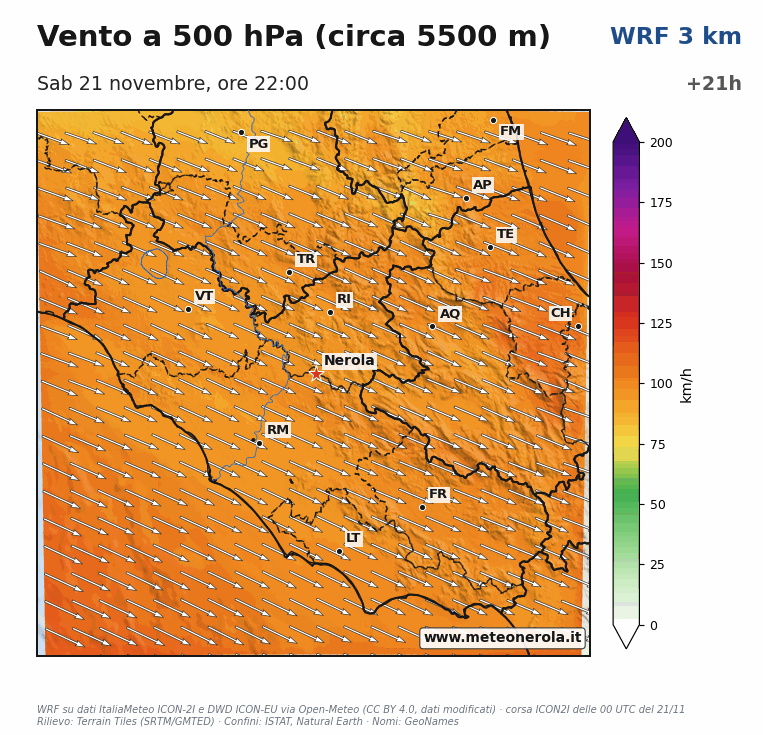 Vento a 500 hPa (circa 5500 m)
WRF 3 km
Sab 21 novembre, ore 22:00
+21h
PG
FM
AP
TE
TR
VT
RI
AQ
CH
Nerola
RM
FR
LT
www.meteonerola.it
200
175
150
125
100
75
50
25
0
km/h
WRF su dati ItaliaMeteo ICON-2I e DWD ICON-EU via Open-Meteo (CC BY 4.0, dati modificati) · corsa ICON2I delle 00 UTC del 21/11
Rilievo: Terrain Tiles (SRTM/GMTED) · Confini: ISTAT, Natural Earth · Nomi: GeoNames